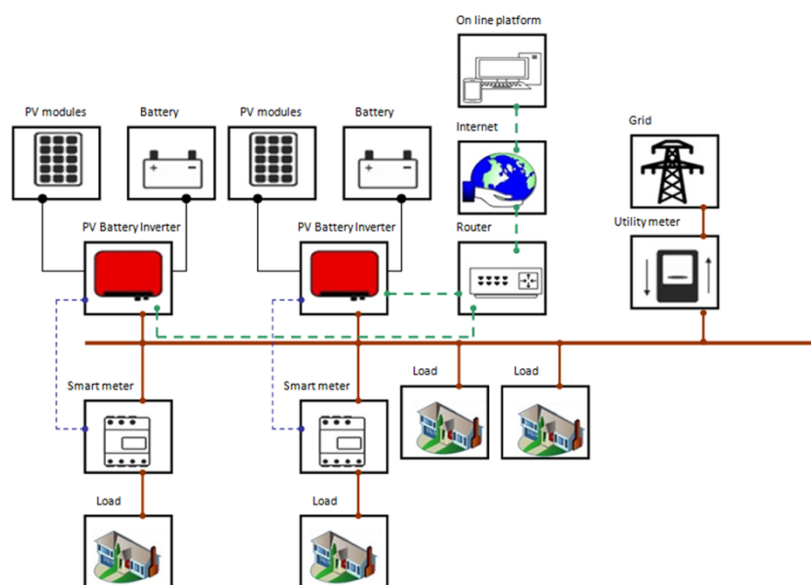 On line platform
PV modules
Battery
PV modules
Battery
Internet
Grid
PV Battery Inverter
PV Battery Inverter
Router
Utility meter
Smart meter
Smart meter
Load
Load
Load
Load